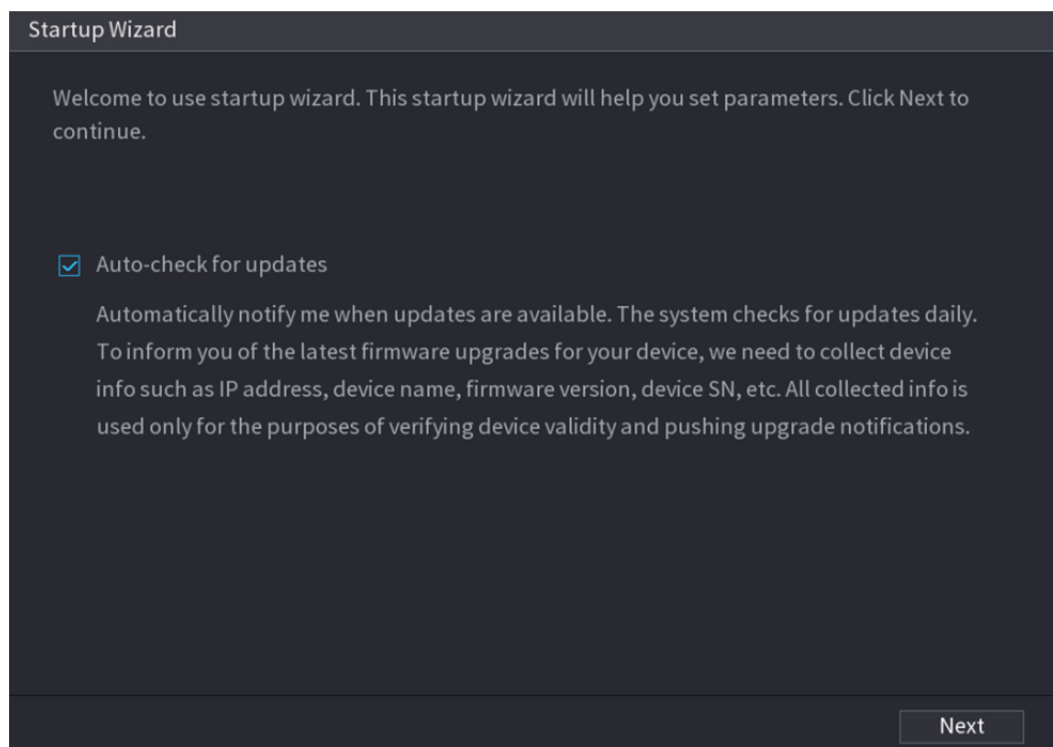 Startup Wizard
Welcome to use startup wizard. This startup wizard will help you set parameters. Click Next to
continue.
Auto-check for updates
Automatically notify me when updates are available. The system checks for updates daily.
To inform you of the latest firmware upgrades for your device, we need to collect device
info such as IP address, device name, firmware version, device SN, etc. All collected info is
used only for the purposes of verifying device validity and pushing upgrade notifications.
Next